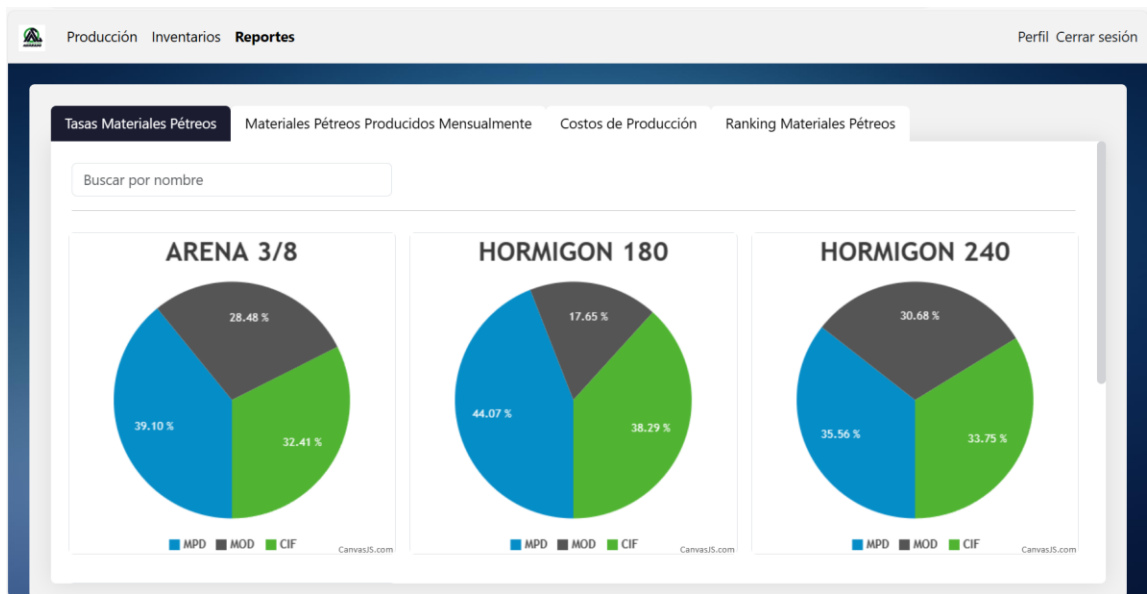 Producción Inventarios Reportes Perfil Cerrar sesión
Tasas Materiales Pétreos Materiales Pétreos Producidos Mensualmente Costos de Producción Ranking Materiales Pétreos
Buscar por nombre
ARENA 3/8
28.48 %
39.10 %
32.41 %
MPD MOD CIF
CanvasJS.com
HORMIGON 180
17.65 %
44.07 %
38.29 %
MPD MOD CIF
CanvasJS.com
HORMIGON 240
30.68 %
35.56 %
33.75 %
MPD MOD CIF
CanvasJS.com